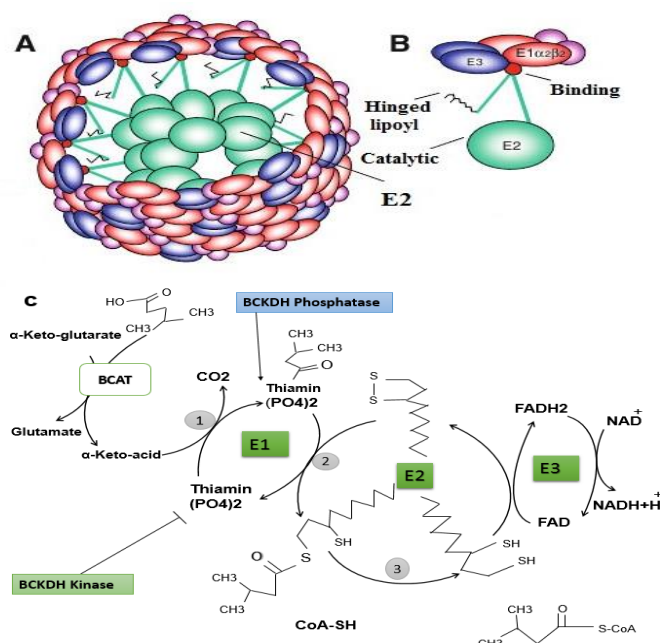 A
B
E3
E1α2β2
Binding
Hinged
lipoyl
Catalytic
E2
E2
c
HO
O
CH3
CH3
α-Keto-glutarate
BCAT
Glutamate
α-Keto-acid
BCKDH Phosphatase
CH3
CH3
O
CO2
Thiamin
(PO4)2
1
E1
2
Thiamin
(PO4)2
BCKDH Kinase
S
S
E2
SH
S
O
CH3
CH3
CoA-SH
3
SH
SH
FADH2
NAD+
E3
FAD
NADH+H+
CH3
O
S-CoA
CH3